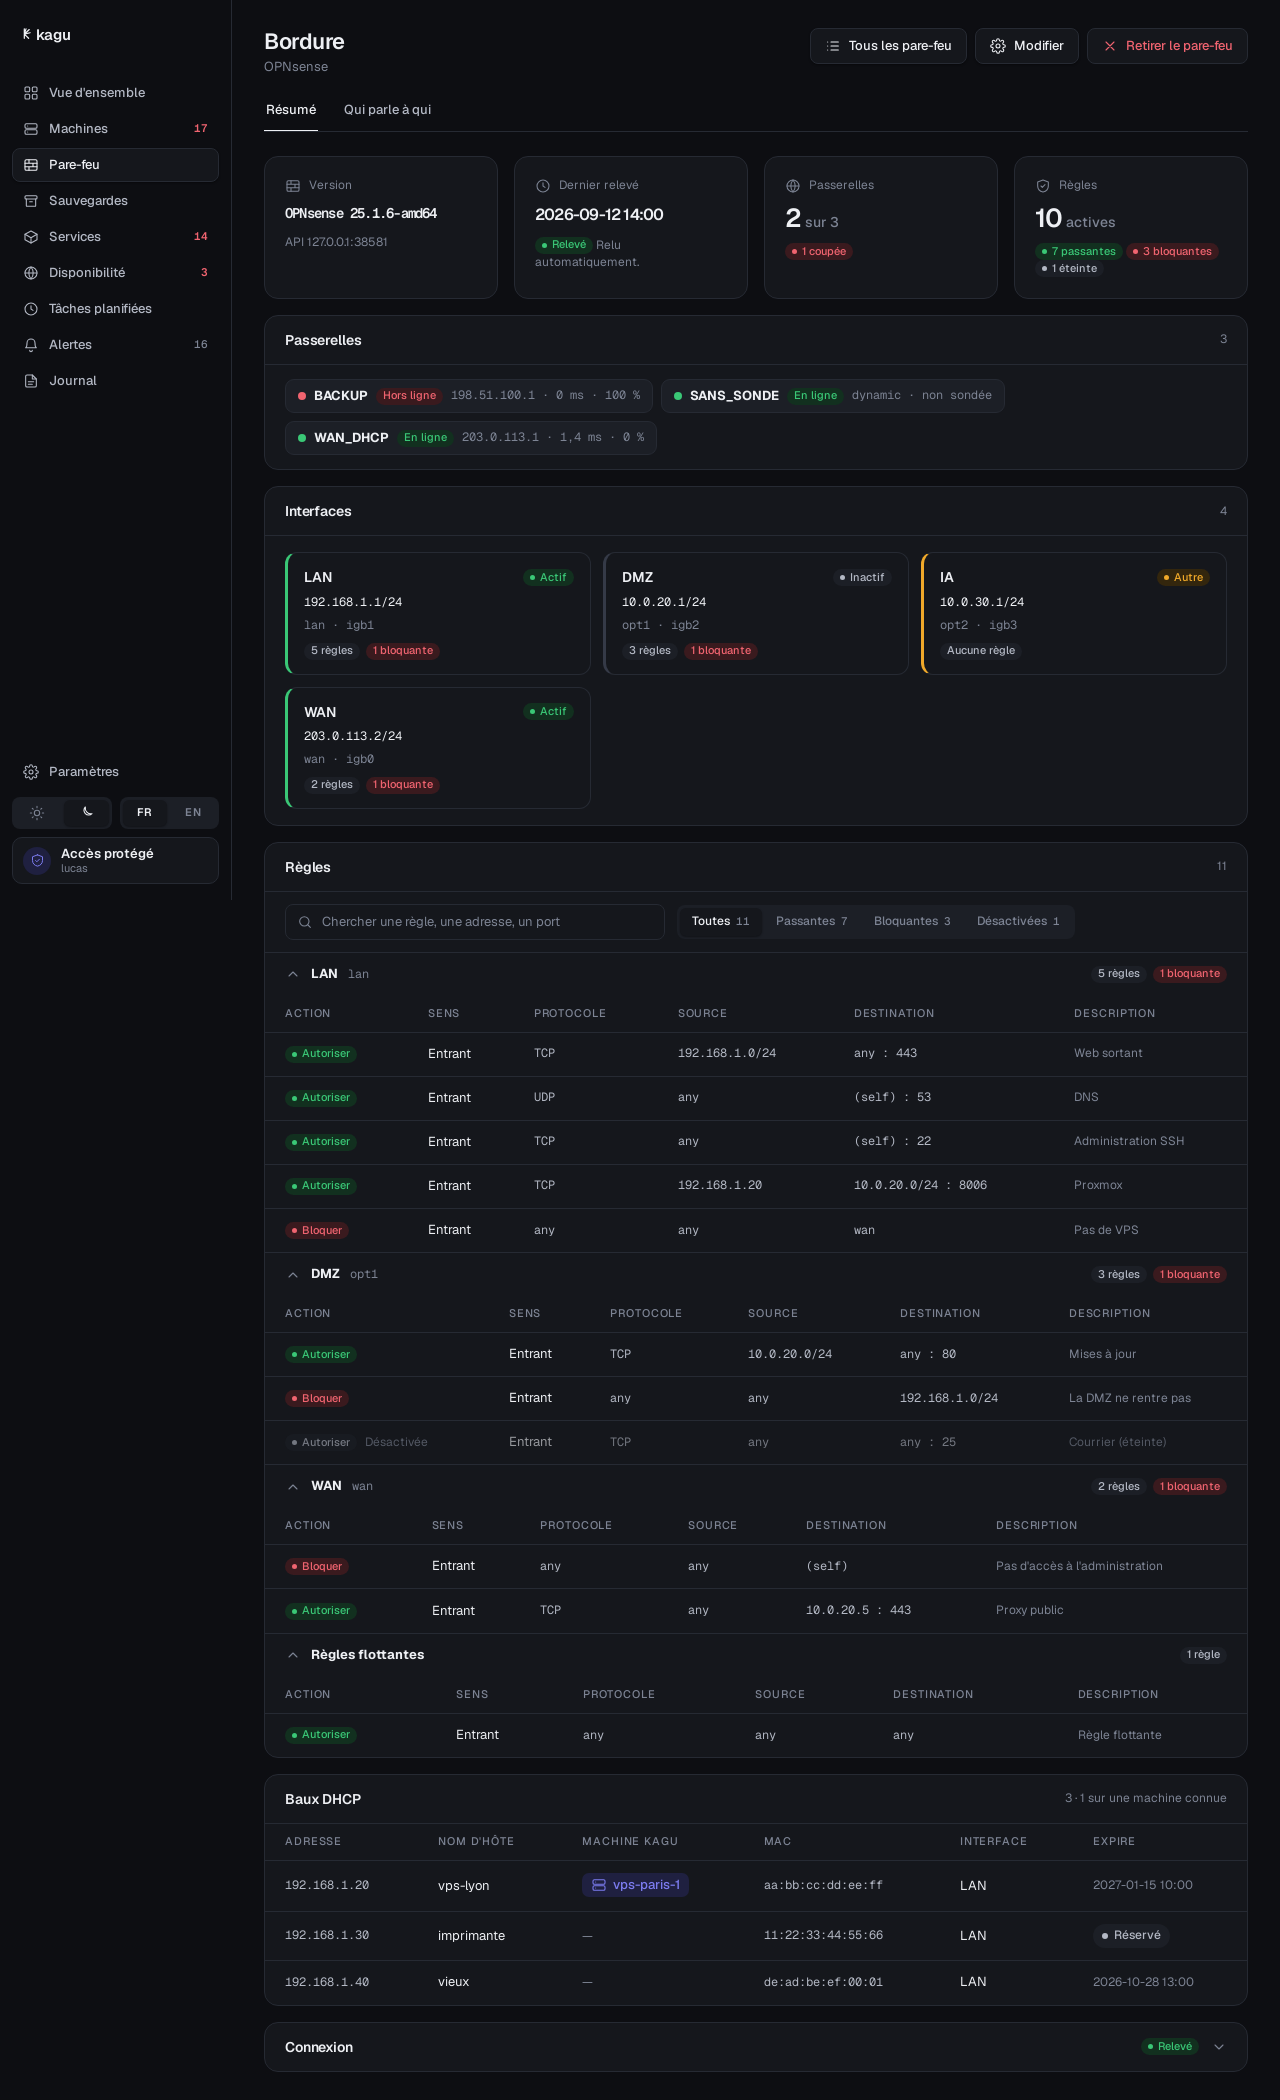 kagu
Vue d'ensemble
Machines 17
Pare-feu
Sauvegardes
Services 14
Disponibilité 3
Tâches planifiées
Alertes 16
Journal
Paramètres
FR EN
Accès protégé
lucas
Bordure
OPNsense
Tous les pare-feu Modifier Retirer le pare-feu
Résumé Qui parle à qui
Version
OPNsense 25.1.6-amd64
API 127.0.0.1:38581
Dernier relevé
2026-09-12 14:00
Relevé Relu
automatiquement.
Passerelles
2 sur 3
1 coupée
Règles
10 actives
7 passantes 3 bloquantes
1 éteinte
Passerelles 3
BACKUP Hors ligne 198.51.100.1 · 0 ms · 100 % SANS_SONDE En ligne dynamic · non sondée
WAN_DHCP En ligne 203.0.113.1 · 1,4 ms · 0 %
Interfaces 4
LAN Actif
192.168.1.1/24
lan · igb1
5 règles 1 bloquante
DMZ Inactif
10.0.20.1/24
opt1 · igb2
3 règles 1 bloquante
IA Autre
10.0.30.1/24
opt2 · igb3
Aucune règle
WAN Actif
203.0.113.2/24
wan · igb0
2 règles 1 bloquante
Règles 11
Chercher une règle, une adresse, un port Toutes 11 Passantes 7 Bloquantes 3 Désactivées 1
LAN lan 5 règles 1 bloquante
ACTION SENS PROTOCOLE SOURCE DESTINATION DESCRIPTION
Autoriser Entrant TCP 192.168.1.0/24 any : 443 Web sortant
Autoriser Entrant UDP any (self) : 53 DNS
Autoriser Entrant TCP any (self) : 22 Administration SSH
Autoriser Entrant TCP 192.168.1.20 10.0.20.0/24 : 8006 Proxmox
Bloquer Entrant any any wan Pas de VPS
DMZ opt1 3 règles 1 bloquante
ACTION SENS PROTOCOLE SOURCE DESTINATION DESCRIPTION
Autoriser Entrant TCP 10.0.20.0/24 any : 80 Mises à jour
Bloquer Entrant any any 192.168.1.0/24 La DMZ ne rentre pas
Autoriser Désactivée Entrant TCP any any : 25 Courrier (éteinte)
WAN wan 2 règles 1 bloquante
ACTION SENS PROTOCOLE SOURCE DESTINATION DESCRIPTION
Bloquer Entrant any any (self) Pas d'accès à l'administration
Autoriser Entrant TCP any 10.0.20.5 : 443 Proxy public
Règles flottantes 1 règle
ACTION SENS PROTOCOLE SOURCE DESTINATION DESCRIPTION
Autoriser Entrant any any any Règle flottante
Baux DHCP 3 · 1 sur une machine connue
ADRESSE NOM D'HÔTE MACHINE KAGU MAC INTERFACE EXPIRE
192.168.1.20 vps-lyon vps-paris-1 aa:bb:cc:dd:ee:ff LAN 2027-01-15 10:00
192.168.1.30 imprimante — 11:22:33:44:55:66 LAN Réservé
192.168.1.40 vieux — de:ad:be:ef:00:01 LAN 2026-10-28 13:00
Connexion Relevé